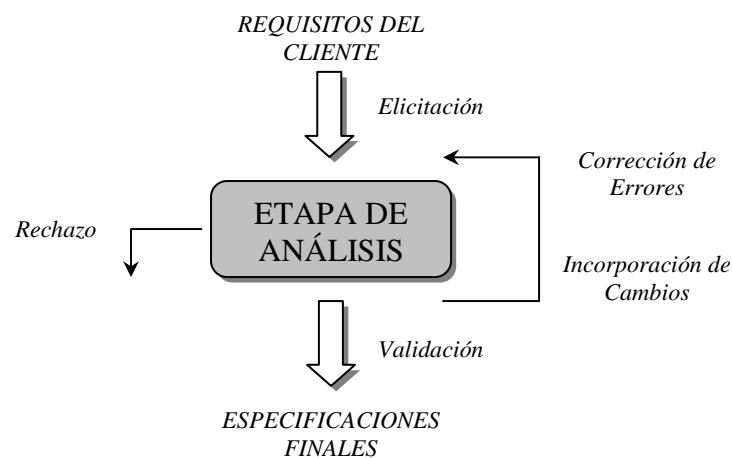 REQUISITOS DEL
CLIENTE
Elicitación
Corrección de
Errores
Rechazo
ETAPA DE
ANÁLISIS
Incorporación de
Cambios
Validación
ESPECIFICACIONES
FINALES